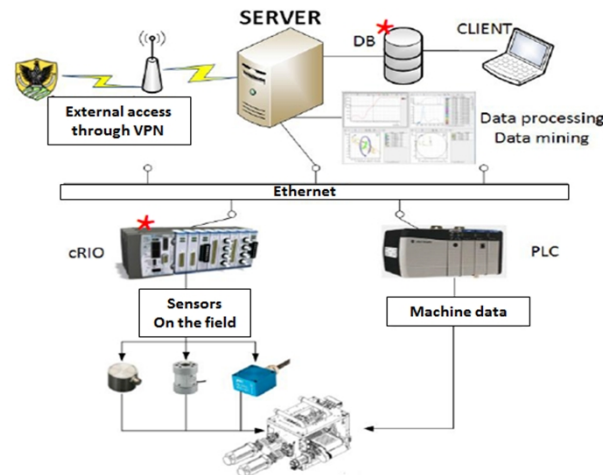 SERVER
DB
CLIENT
External access
through VPN
Data processing
Data mining
Ethernet
cRIO
PLC
Sensors
On the field
Machine data